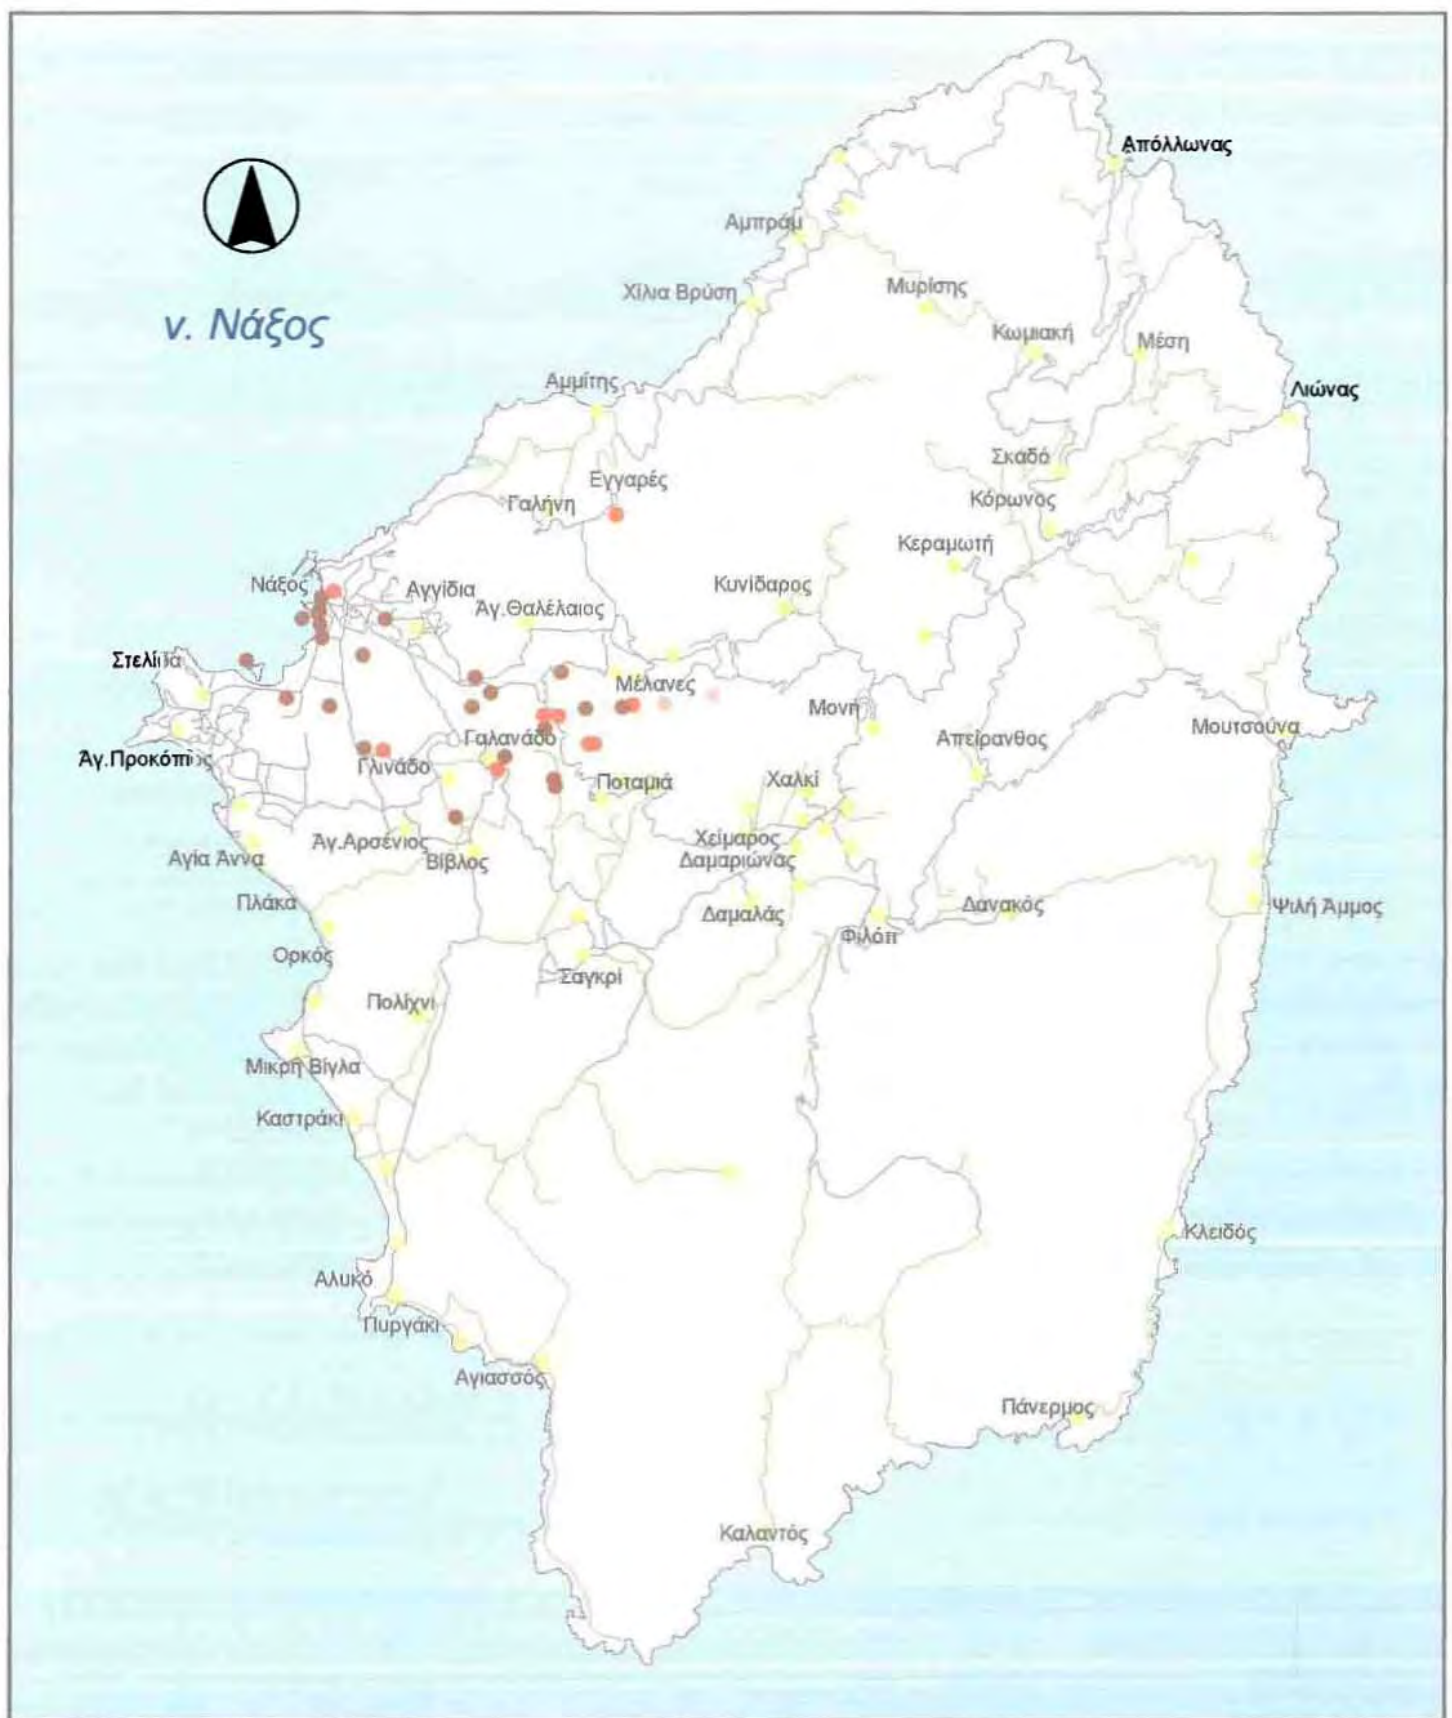 Απόλλωνας
Αμπράμ
Χίλια Βρύση
Μυρίσης
ν. Νάξος
Κωμιακή
Μέση
Αμμίτης
Λιώνας
Σκαδό
Εγγαρές
Γαλήνη
Κόρωνος
Κεραμωτή
Νάξος
Αγγίδια
Κυνίδαρος
Άγ.Θαλέλαιος
Στελίδα
Μέλανες
Μονή
Μουτσούνα
Γαλανάδο
Απείρανθος
Άγ.Προκόπιος
Γλινάδο
Ποταμιά
Χαλκί
Άγ.Αρσένιος
Χείμαρος
Αγία Άννα
Βίβλος
Δαμαριώνας
Πλάκα
Δαμαλάς
Δανακός
Ψιλή Άμμος
Φιλότι
Ορκός
Σαγκρί
Πολίχνι
Μικρή Βίγλα
Καστράκι
Κλειδός
Αλυκό
Πυργάκι
Αγιασσός
Πάνερμος
Καλαντός